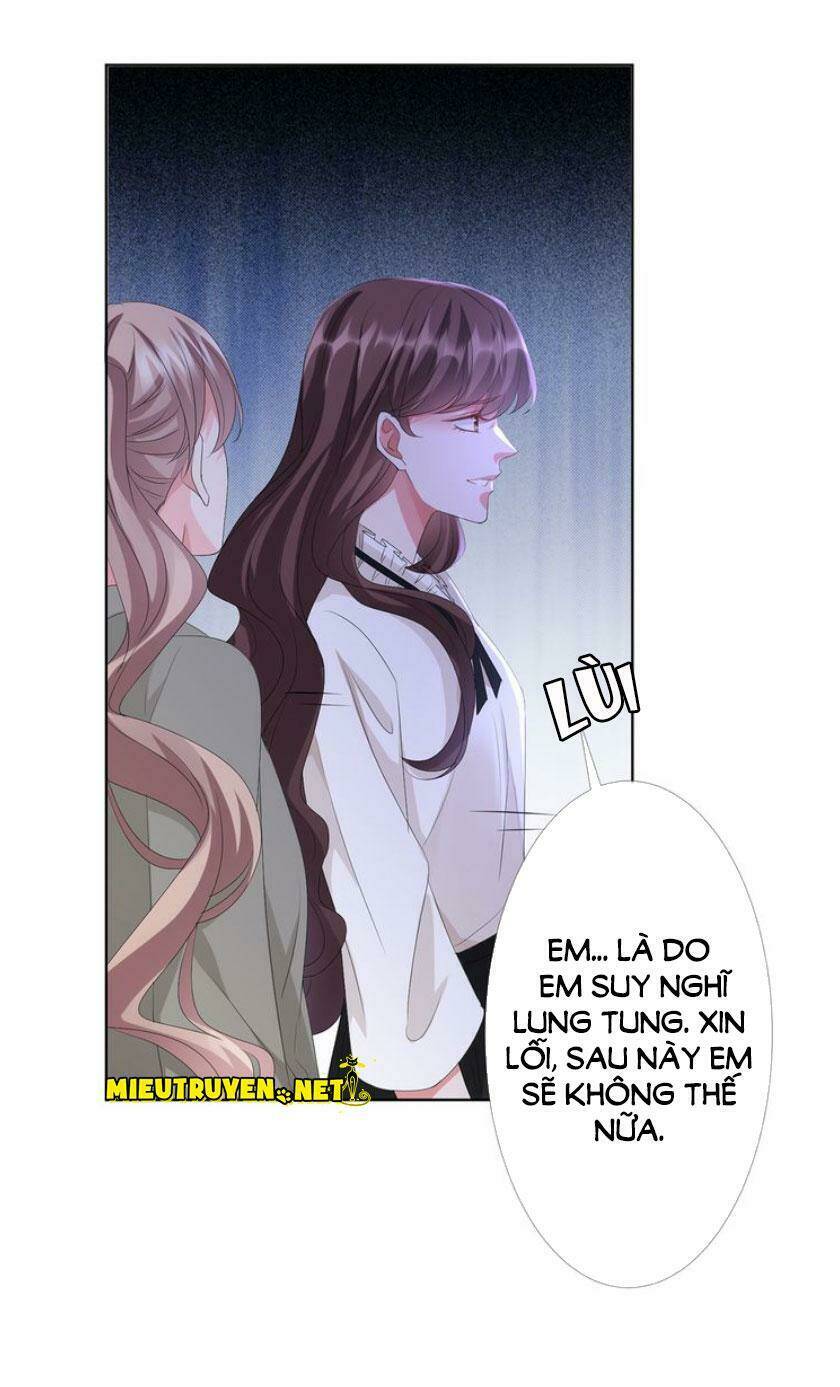 LÙI
EM... LÀ DO
EM SUY NGHĨ
LUNG TUNG. XIN
LỖI, SAU NÀY EM
SẼ KHÔNG THẾ
NỮA.
MIEUTRUYEN.NET